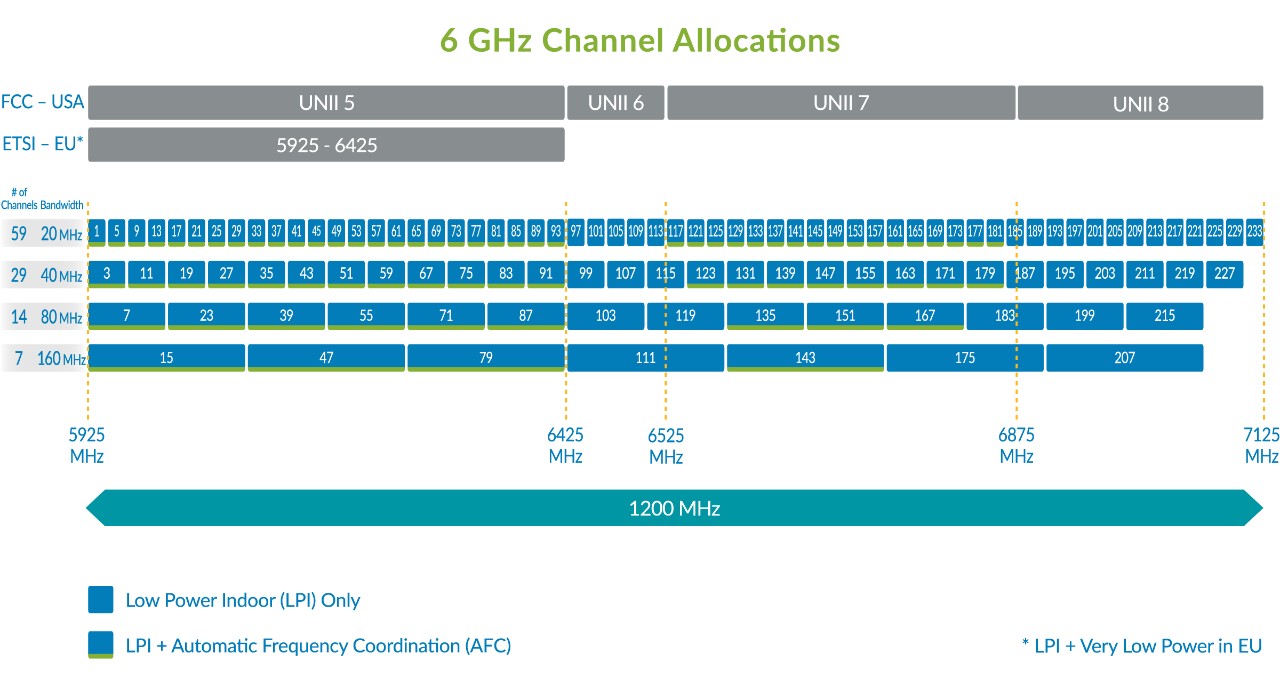 6 GHz Channel Allocations
FCC – USA UNII 5 UNII 6 UNII 7 UNII 8
ETSI – EU* 5925 - 6425
# of
Channels Bandwidth
59 20 MHz 1 5 9 13 17 21 25 29 33 37 41 45 49 53 57 61 65 69 73 77 81 85 89 93 97 101 105 109 113 117 121 125 129 133 137 141 145 149 153 157 161 165 169 173 177 181 185 189 193 197 201 205 209 213 217 221 225 229 233
29 40 MHz 3 11 19 27 35 43 51 59 67 75 83 91 99 107 115 123 131 139 147 155 163 171 179 187 195 203 211 219 227
14 80 MHz 7 23 39 55 71 87 103 119 135 151 167 183 199 215
7 160 MHz 15 47 79 111 143 175 207
5925 6425 6525 6875 7125
MHz MHz MHz MHz MHz
1200 MHz
Low Power Indoor (LPI) Only
LPI + Automatic Frequency Coordination (AFC) * LPI + Very Low Power in EU